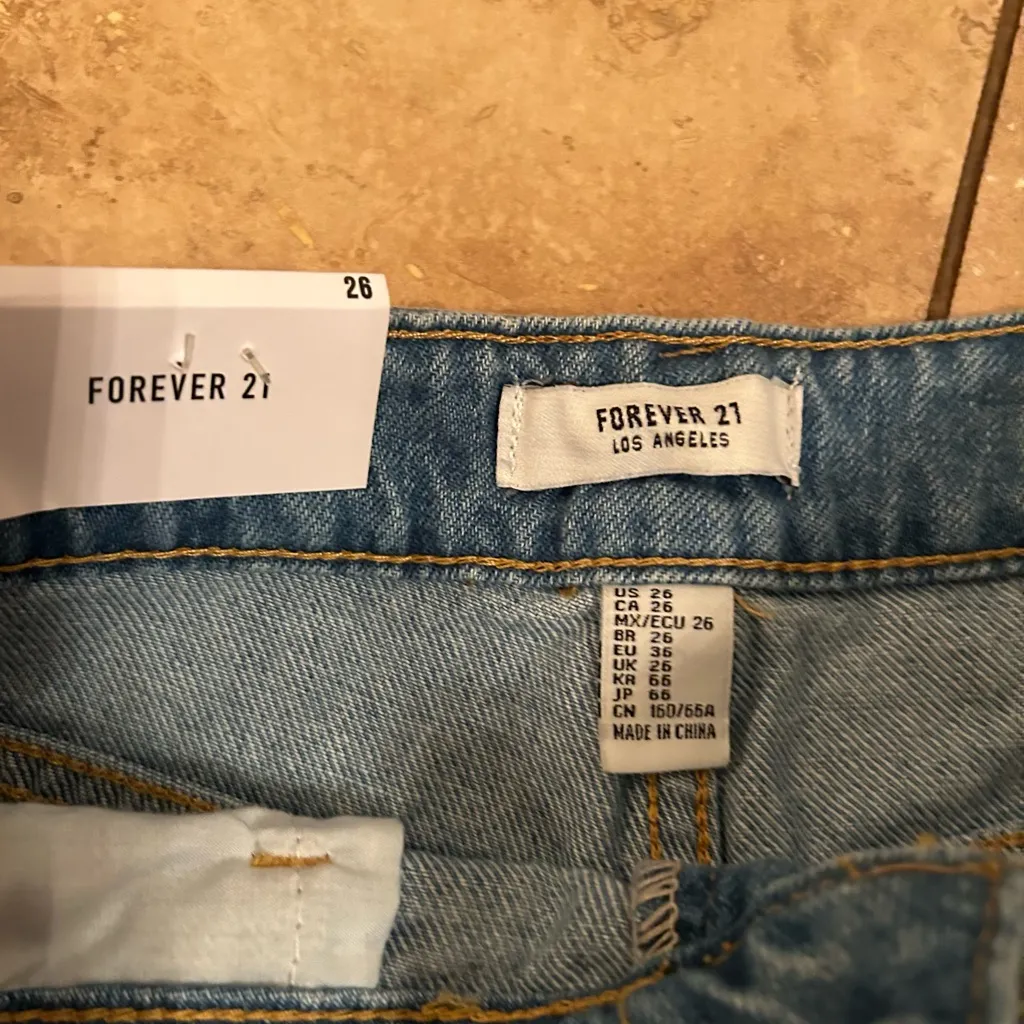 26
FOREVER 21
FOREVER 21
LOS ANGELES
US 26
CA 26
MX/ECU 26
BR 26
EU 36
UK 26
KR 66
JP 66
CN 160/66A
MADE IN CHINA